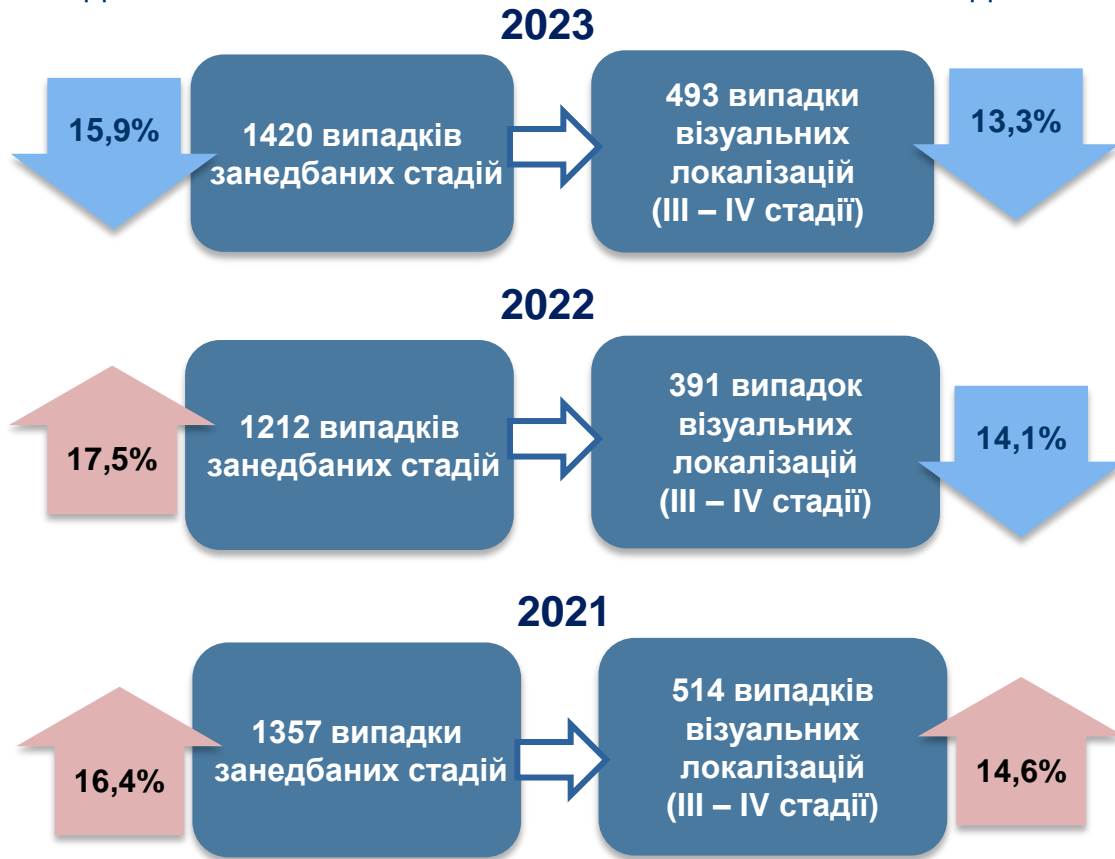 2023
15,9%
1420 випадків
занедбаних стадій
493 випадки
візуальних
локалізацій
(III – IV стадії)
13,3%
2022
17,5%
1212 випадків
занедбаних стадій
391 випадок
візуальних
локалізацій
(III – IV стадії)
14,1%
2021
16,4%
1357 випадки
занедбаних стадій
514 випадків
візуальних
локалізацій
(III – IV стадії)
14,6%